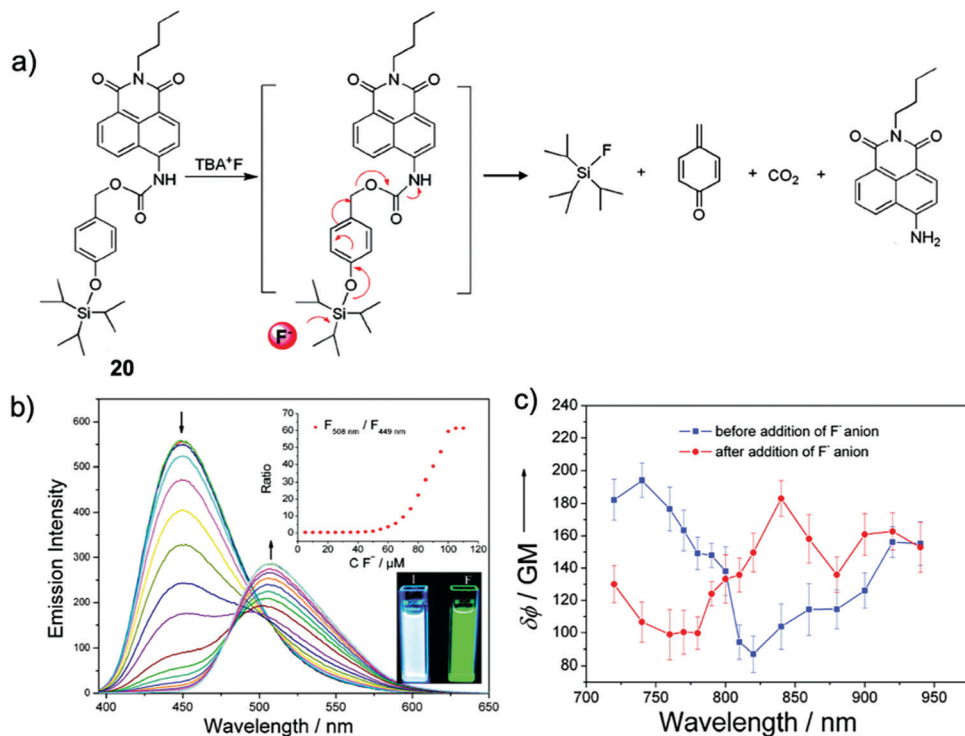 a)
O
N
O
NH
O
O
O
Si
20
TBA⁺F
O
N
O
O
NH
O
O
Si
F⁻
F
Si
+
O
+ CO₂ +
O
N
O
NH₂
b)
Emission Intensity
600
500
400
300
200
100
0
400 450 500 550 600 650
Wavelength / nm
F508 nm / F449 nm
Ratio
70
60
50
40
30
20
10
0
0 20 40 60 80 100 120
C F⁻ / μM
F
c)
δϕ / GM
240
220
200
180
160
140
120
100
80
700 750 800 850 900 950
Wavelength / nm
before addition of F⁻ anion
after addition of F⁻ anion